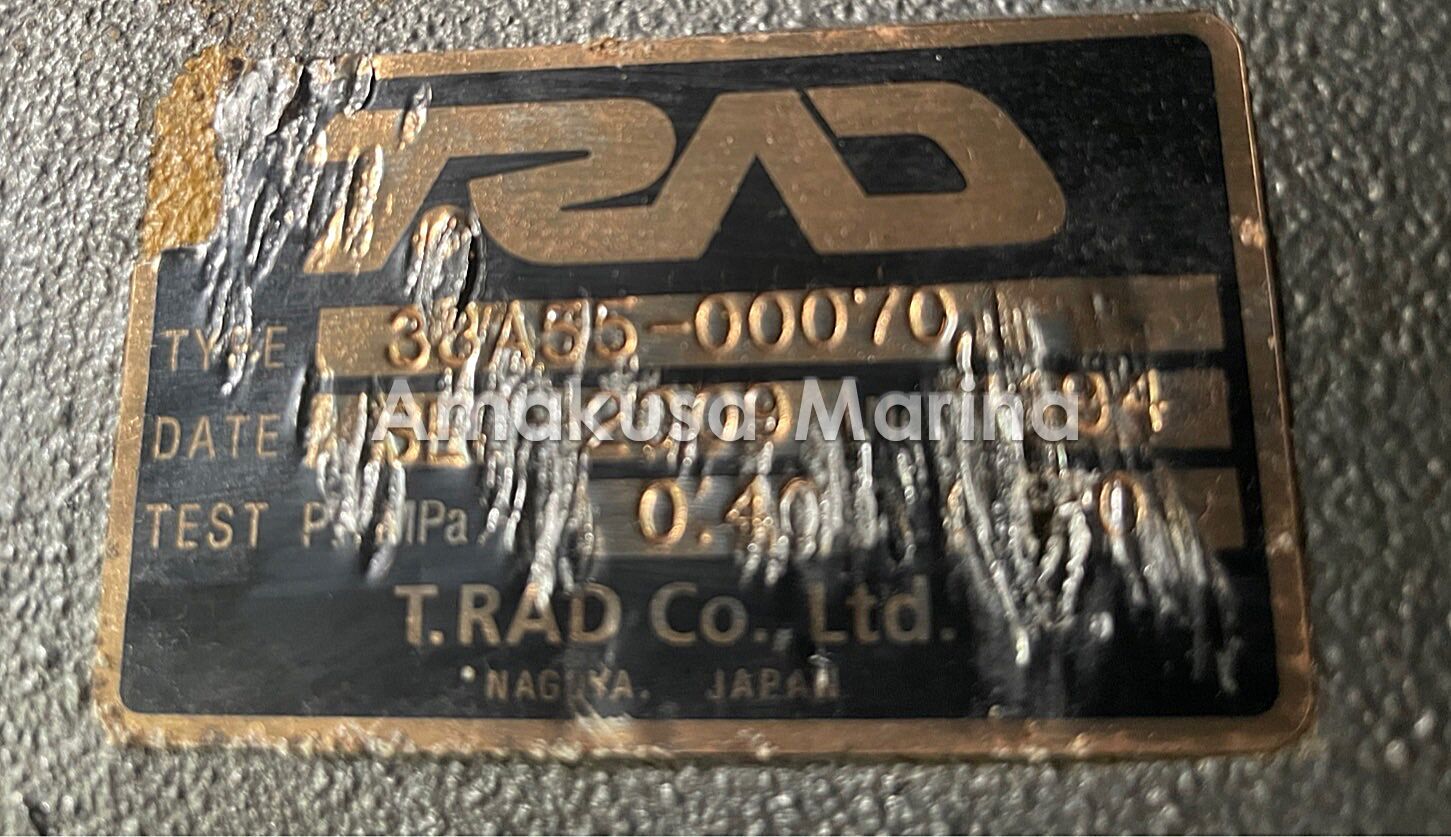 TRAD
TYPE 38A55-00070
DATE
Amakusa Marina
TEST MPa 0.40
T.RAD Co., Ltd.
NAGOYA. JAPAN